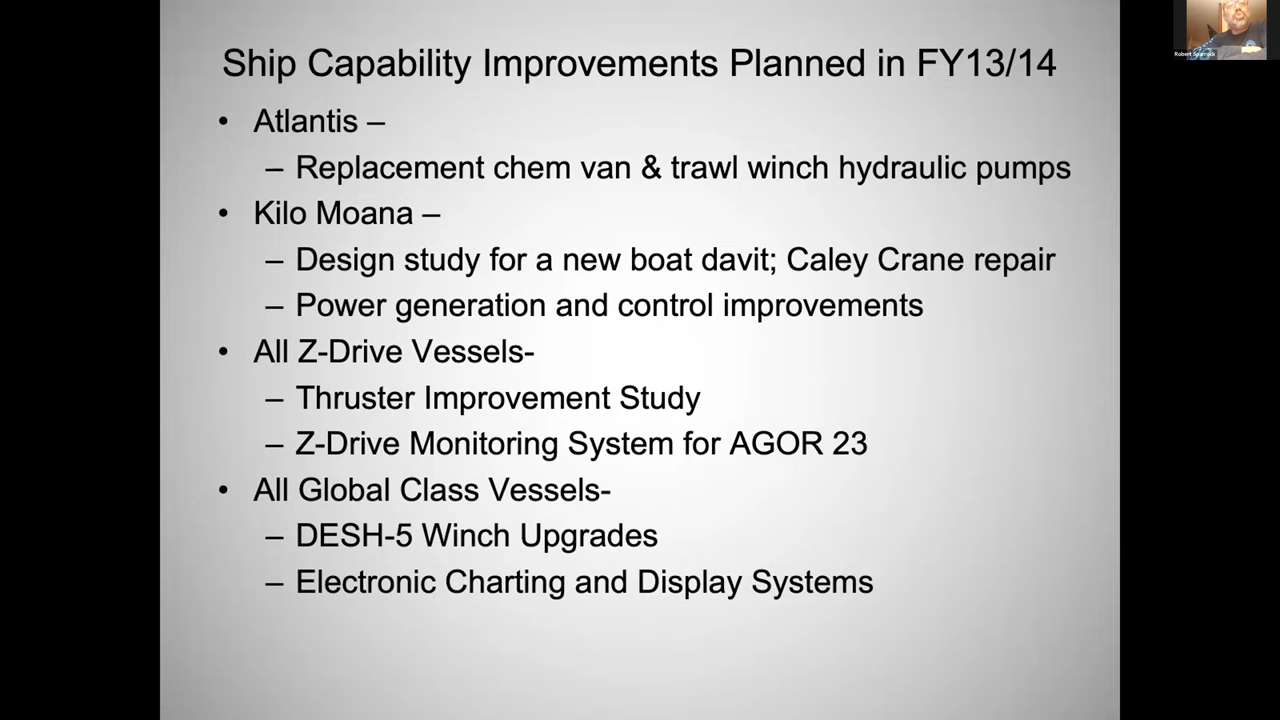 Ship Capability Improvements Planned in FY13/14
• Atlantis –
– Replacement chem van & trawl winch hydraulic pumps
• Kilo Moana –
– Design study for a new boat davit; Caley Crane repair
– Power generation and control improvements
• All Z-Drive Vessels-
– Thruster Improvement Study
– Z-Drive Monitoring System for AGOR 23
• All Global Class Vessels-
– DESH-5 Winch Upgrades
– Electronic Charting and Display Systems
Robert